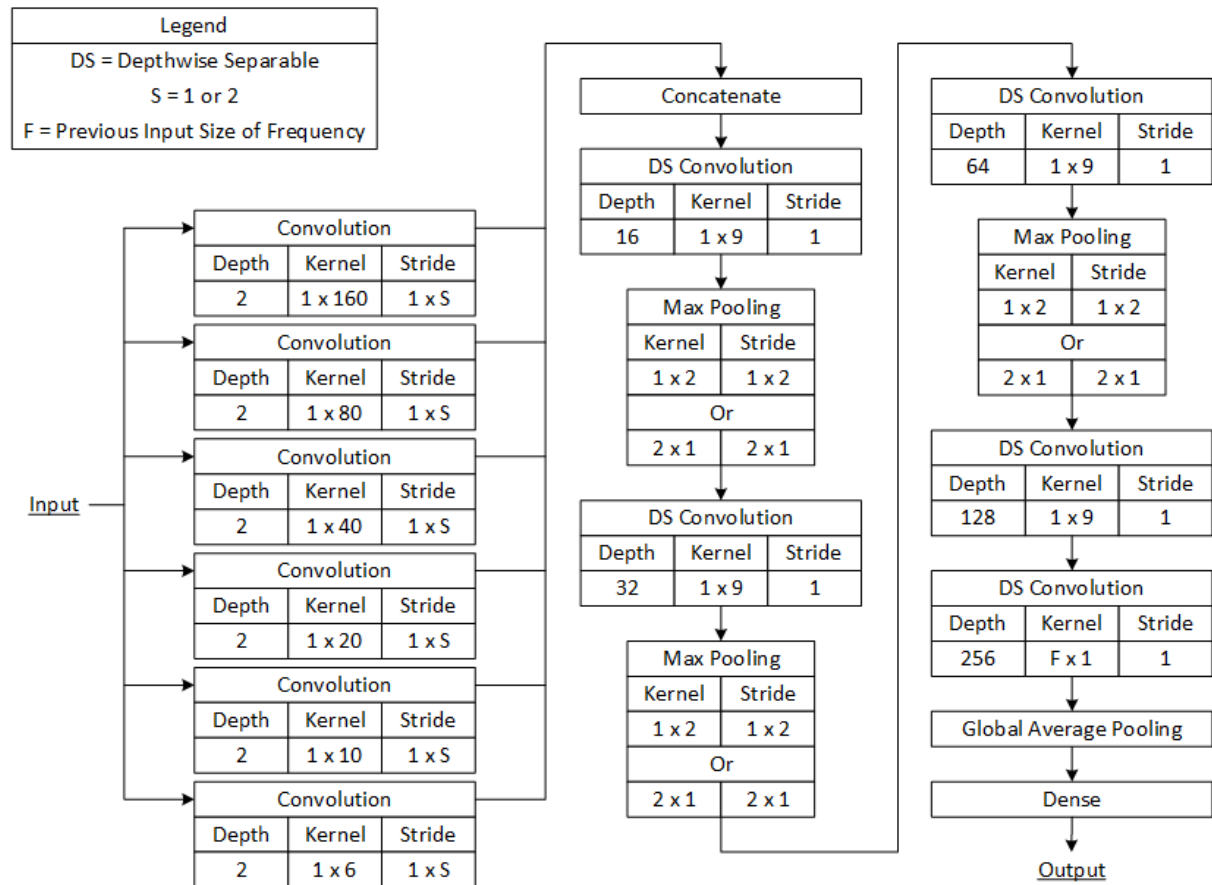 Legend
DS = Depthwise Separable
S = 1 or 2
F = Previous Input Size of Frequency
Input
Convolution
Depth Kernel Stride
2 1 x 160 1 x S
Convolution
Depth Kernel Stride
2 1 x 80 1 x S
Convolution
Depth Kernel Stride
2 1 x 40 1 x S
Convolution
Depth Kernel Stride
2 1 x 20 1 x S
Convolution
Depth Kernel Stride
2 1 x 10 1 x S
Convolution
Depth Kernel Stride
2 1 x 6 1 x S
Concatenate
DS Convolution
Depth Kernel Stride
16 1 x 9 1
Max Pooling
Kernel Stride
1 x 2 1 x 2
Or
2 x 1 2 x 1
DS Convolution
Depth Kernel Stride
32 1 x 9 1
Max Pooling
Kernel Stride
1 x 2 1 x 2
Or
2 x 1 2 x 1
DS Convolution
Depth Kernel Stride
64 1 x 9 1
Max Pooling
Kernel Stride
1 x 2 1 x 2
Or
2 x 1 2 x 1
DS Convolution
Depth Kernel Stride
128 1 x 9 1
DS Convolution
Depth Kernel Stride
256 F x 1 1
Global Average Pooling
Dense
Output